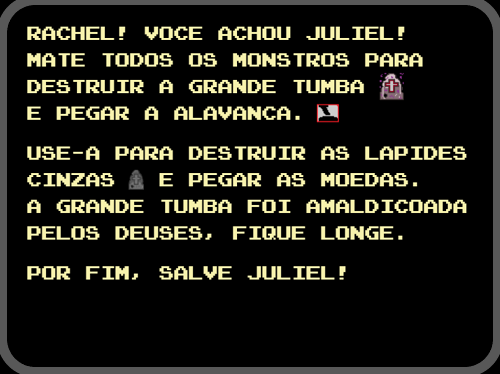 RACHEL! VOCE ACHOU JULIEL!
MATE TODOS OS MONSTROS PARA
DESTRUIR A GRANDE TUMBA
E PEGAR A ALAVANCA.
USE-A PARA DESTRUIR AS LAPIDES
CINZAS E PEGAR AS MOEDAS.
A GRANDE TUMBA FOI AMALDICOADA
PELOS DEUSES, FIQUE LONGE.
POR FIM, SALVE JULIEL!